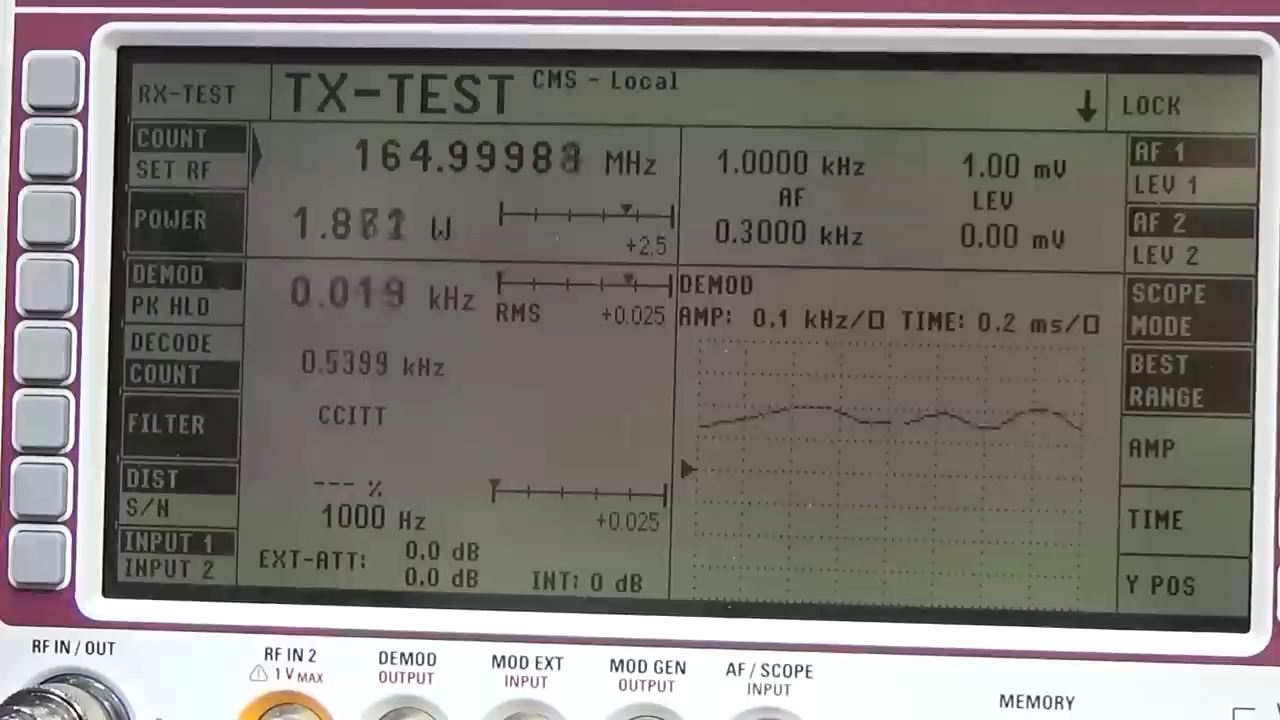 RX-TEST TX-TEST CMS - Local ↓ LOCK
COUNT
SET RF
164.99988 MHz
POWER
W
+2.5
1.0000 kHz 1.00 mV
AF LEV
0.3000 kHz 0.00 mV
AF 1
LEV 1
AF 2
LEV 2
DEMOD
PK HLD
0.019 kHz
RMS +0.025
DECODE
COUNT
0.5399 kHz
FILTER
CCITT
DIST
S/N
--- %
1000 Hz
+0.025
INPUT 1
INPUT 2
EXT-ATT: 0.0 dB
0.0 dB INT: 0 dB
DEMOD
AMP: 0.1 kHz/□ TIME: 0.2 ms/□
SCOPE
MODE
BEST
RANGE
AMP
TIME
Y POS
RF IN / OUT
RF IN 2
⚠ 1 V MAX
DEMOD
OUTPUT
MOD EXT
INPUT
MOD GEN
OUTPUT
AF / SCOPE
INPUT
MEMORY